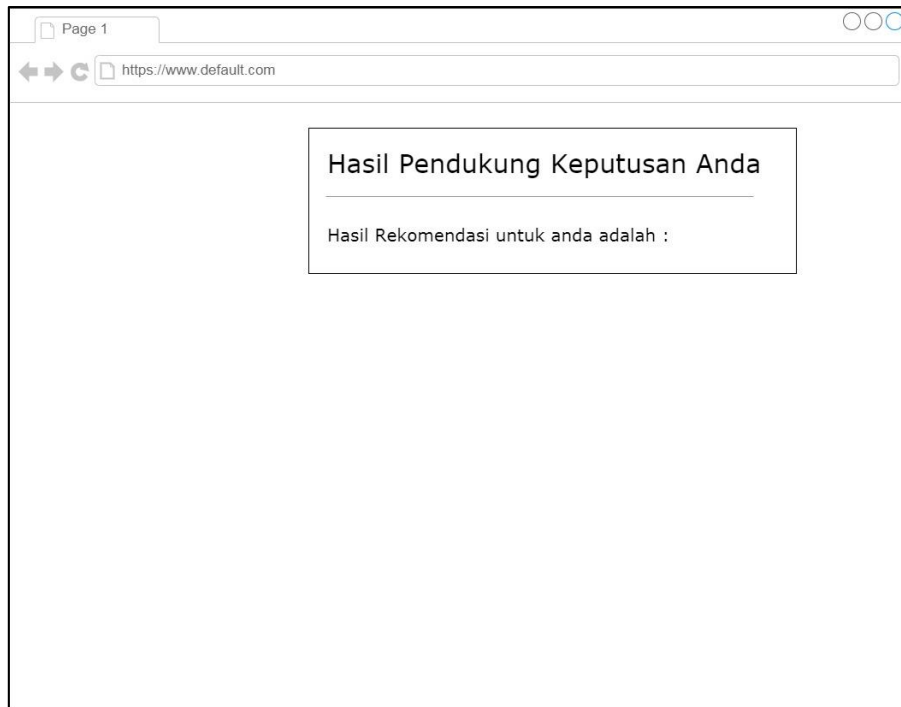 Page 1
https://www.default.com
Hasil Pendukung Keputusan Anda
Hasil Rekomendasi untuk anda adalah :